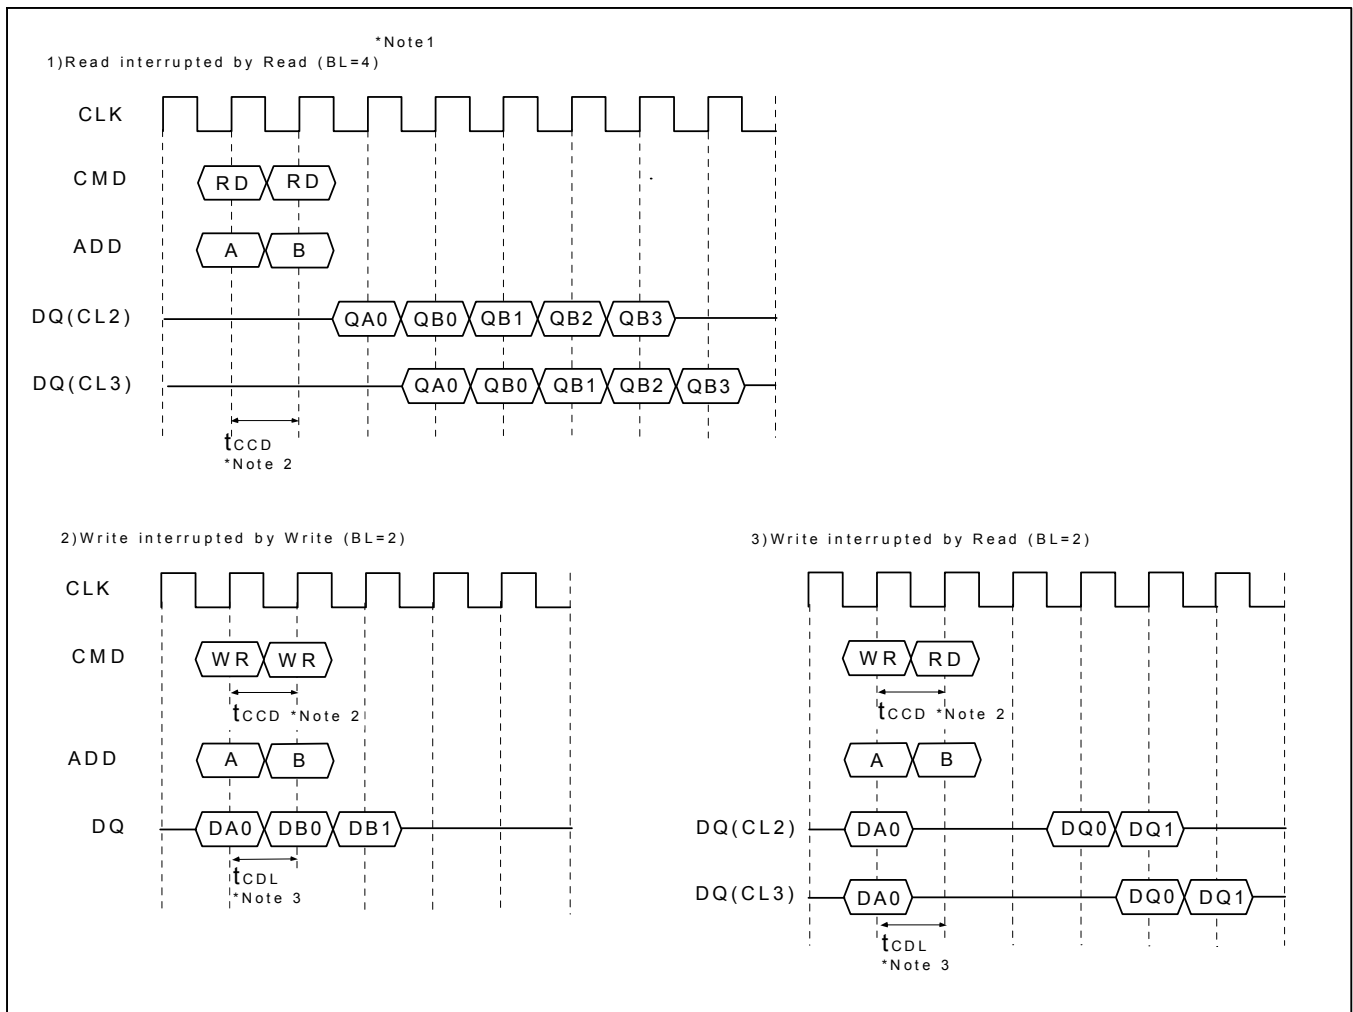 *Note1
1)Read interrupted by Read (BL=4)
CLK
CMD RD RD
ADD A B
DQ(CL2) QA0 QB0 QB1 QB2 QB3
DQ(CL3) QA0 QB0 QB1 QB2 QB3
tCCD
*Note 2
2)Write interrupted by Write (BL=2)
CLK
CMD WR WR
tCCD *Note 2
ADD A B
DQ DA0 DB0 DB1
tCDL
*Note 3
3)Write interrupted by Read (BL=2)
WR RD
tCCD *Note 2
A B
DQ(CL2) DA0 DQ0 DQ1
DQ(CL3) DA0 DQ0 DQ1
tCDL
*Note 3